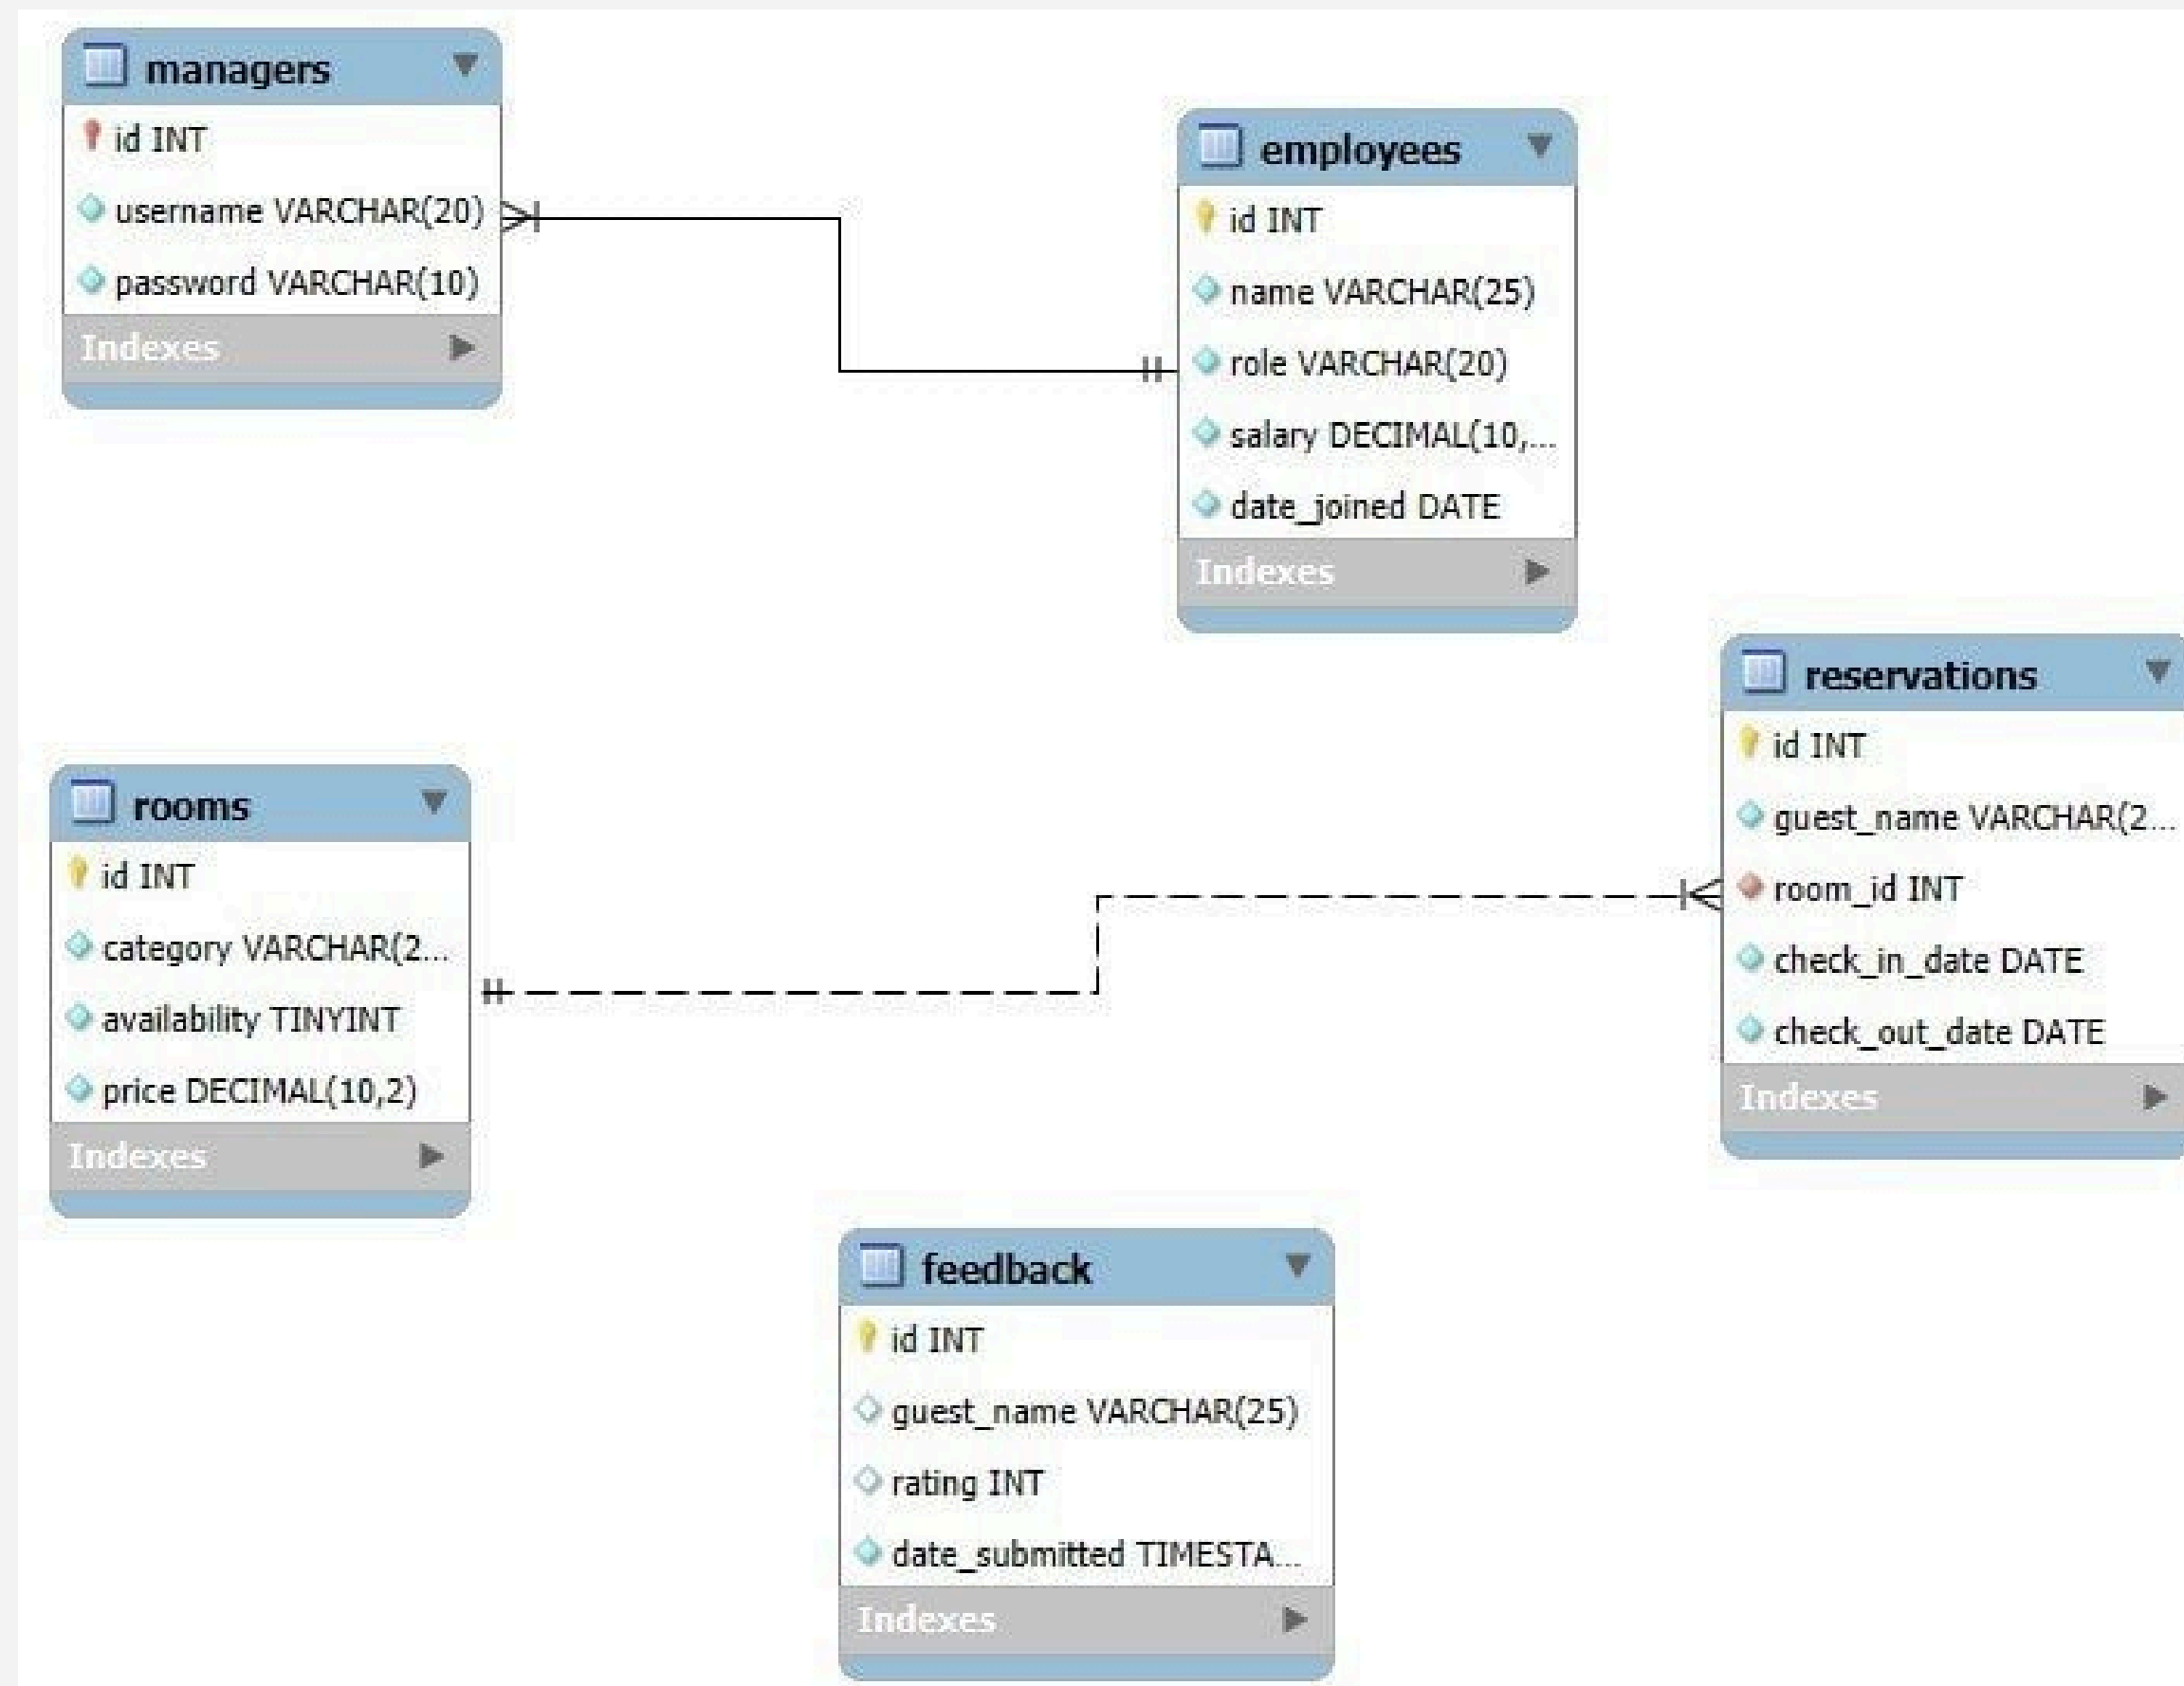 managers
id INT
username VARCHAR(20)
password VARCHAR(10)
Indexes
employees
id INT
name VARCHAR(25)
role VARCHAR(20)
salary DECIMAL(10,...
date_joined DATE
Indexes
reservations
id INT
guest_name VARCHAR(2...
room_id INT
check_in_date DATE
check_out_date DATE
Indexes
rooms
id INT
category VARCHAR(2...
availability TINYINT
price DECIMAL(10,2)
Indexes
feedback
id INT
guest_name VARCHAR(25)
rating INT
date_submitted TIMESTA...
Indexes